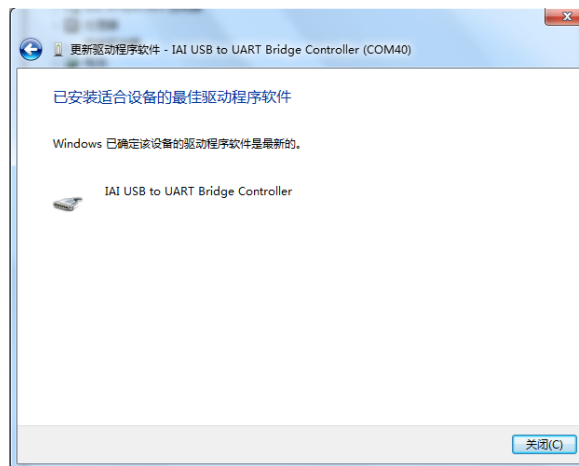 更新驱动程序软件 - IAI USB to UART Bridge Controller (COM40)
已安装适合设备的最佳驱动程序软件
Windows 已确定该设备的驱动程序软件是最新的。
IAI USB to UART Bridge Controller
关闭(C)